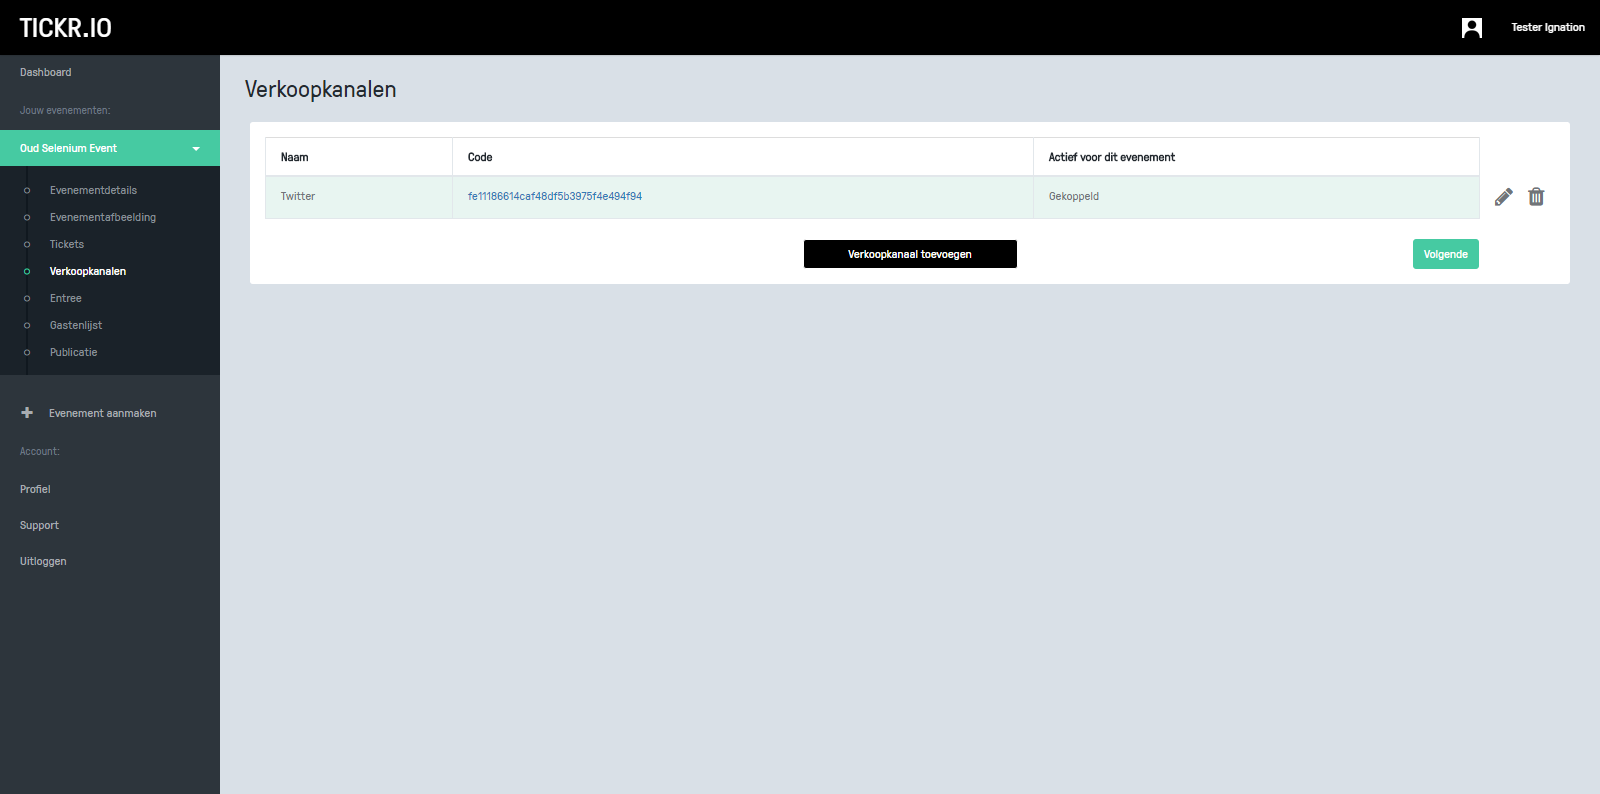 TICKR.IO
Tester Ignation
Dashboard
Jouw evenementen:
Oud Selenium Event
Evenementdetails
Evenementafbeelding
Tickets
Verkoopkanalen
Entree
Gastenlijst
Publicatie
Evenement aanmaken
Account:
Profiel
Support
Uitloggen
Verkoopkanalen
Naam Code Actief voor dit evenement
Twitter fe11186614caf48df5b3975f4e494f94 Gekoppeld
Verkoopkanaal toevoegen Volgende